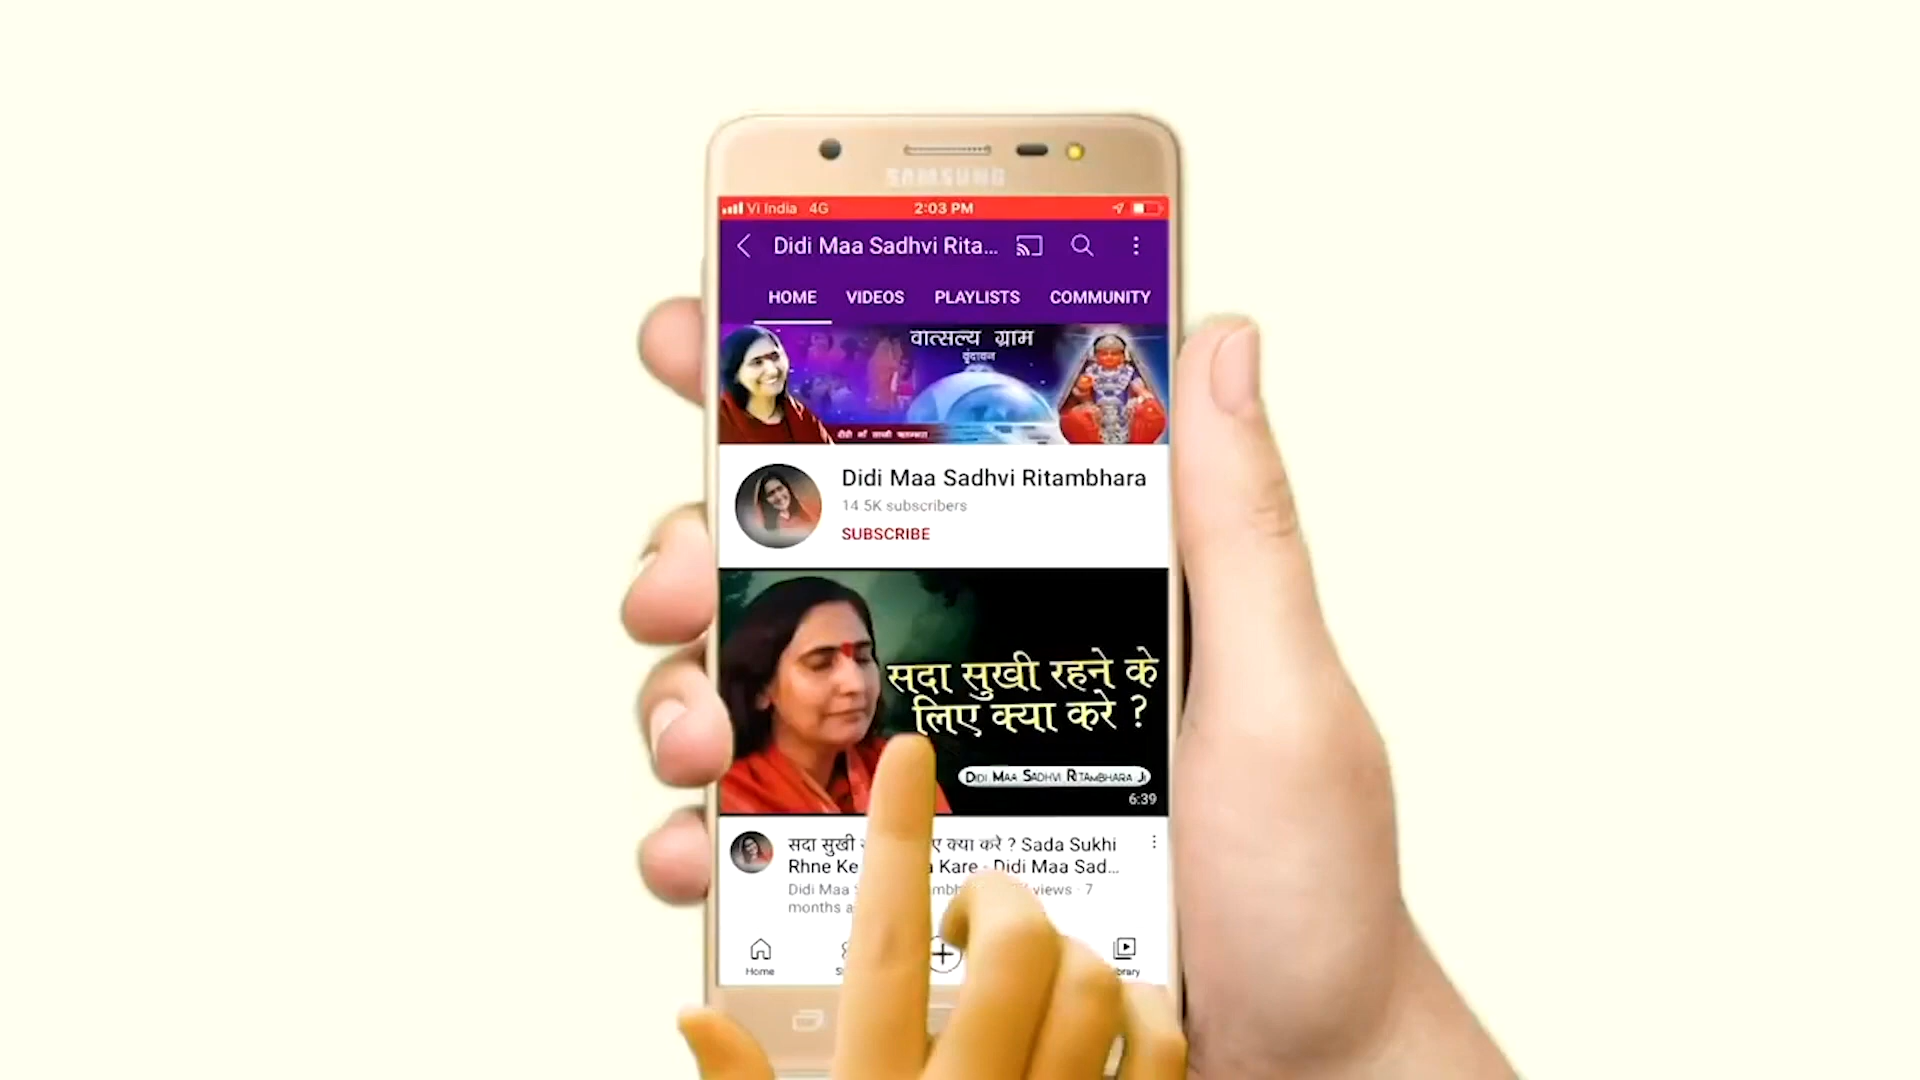 SAMSUNG
Vi India 4G 2:03 PM
Didi Maa Sadhvi Rita...
HOME VIDEOS PLAYLISTS COMMUNITY
वात्सल्य ग्राम
वृंदावन
Didi Maa Sadhvi Ritambhara
14 5K subscribers
SUBSCRIBE
सदा सुखी रहने के
लिए क्या करे ?
Didi Maa Sadhvi Ritambhara Ji
6:39
सदा सुखी ए क्या करे ? Sada Sukhi
Rhne Ke Kare - Didi Maa Sad...
Didi Maa views · 7
months
Home